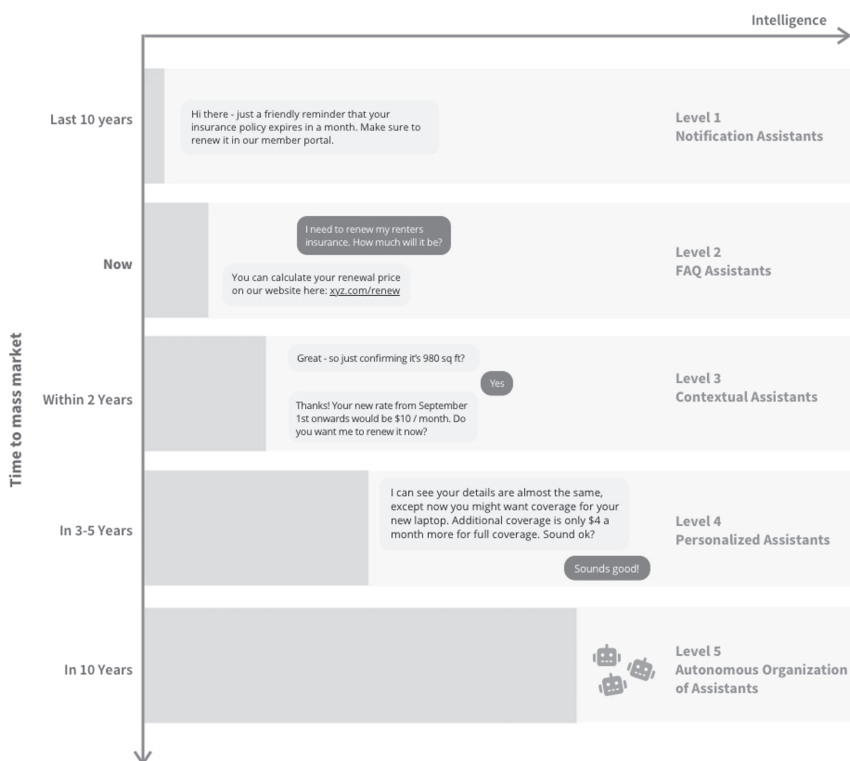 Intelligence
Last 10 years
Hi there - just a friendly reminder that your
insurance policy expires in a month. Make sure to
renew it in our member portal.
Level 1
Notification Assistants
Now
I need to renew my renters
insurance. How much will it be?
You can calculate your renewal price
on our website here: xyz.com/renew
Level 2
FAQ Assistants
Time to mass market
Within 2 Years
Great - so just confirming it's 980 sq ft?
Yes
Thanks! Your new rate from September
1st onwards would be $10 / month. Do
you want me to renew it now?
Level 3
Contextual Assistants
In 3-5 Years
I can see your details are almost the same,
except now you might want coverage for your
new laptop. Additional coverage is only $4 a
month more for full coverage. Sound ok?
Sounds good!
Level 4
Personalized Assistants
In 10 Years
Level 5
Autonomous Organization
of Assistants